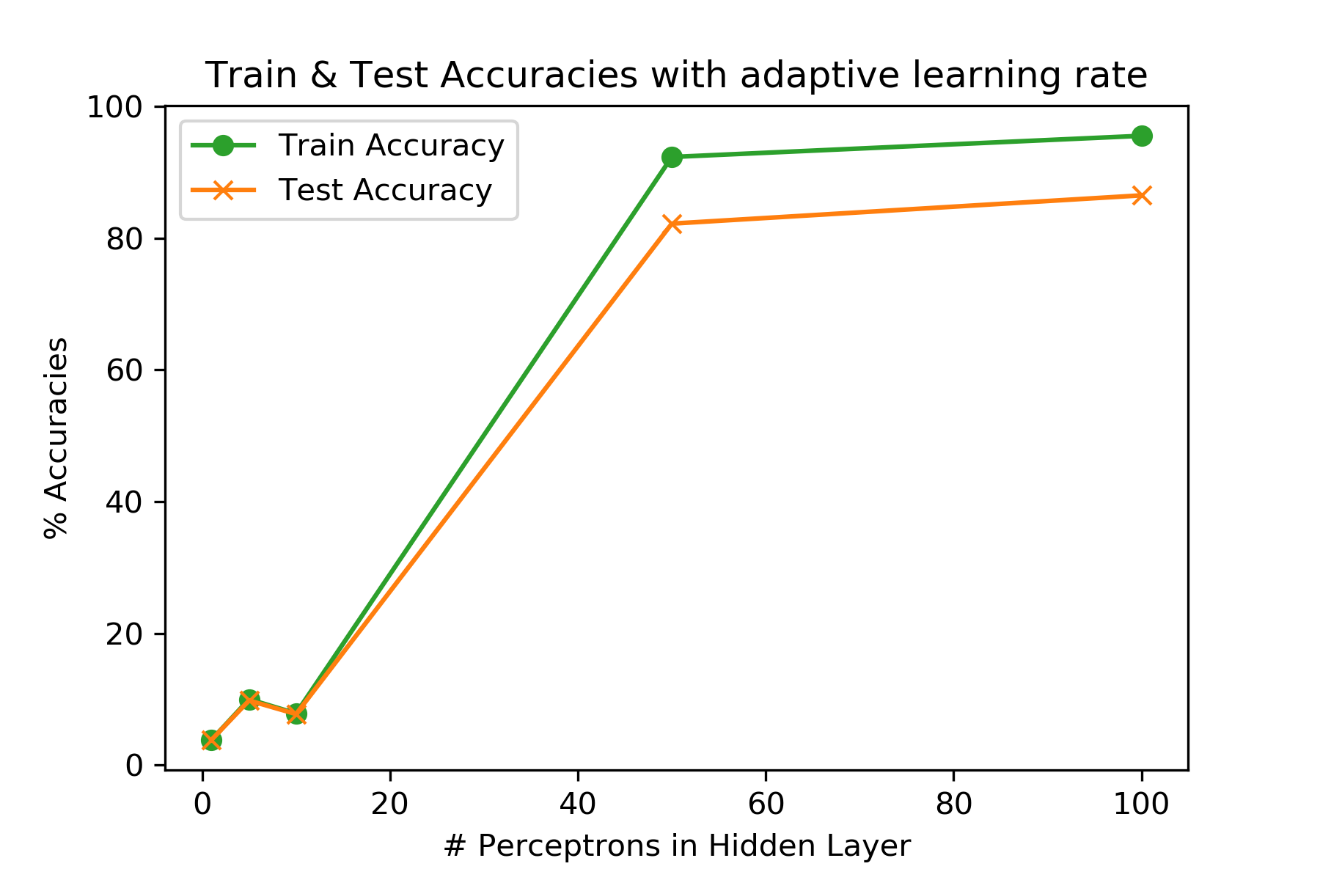 Train & Test Accuracies with adaptive learning rate
100
80
60
40
20
0
% Accuracies
Train Accuracy
Test Accuracy
0 20 40 60 80 100
# Perceptrons in Hidden Layer